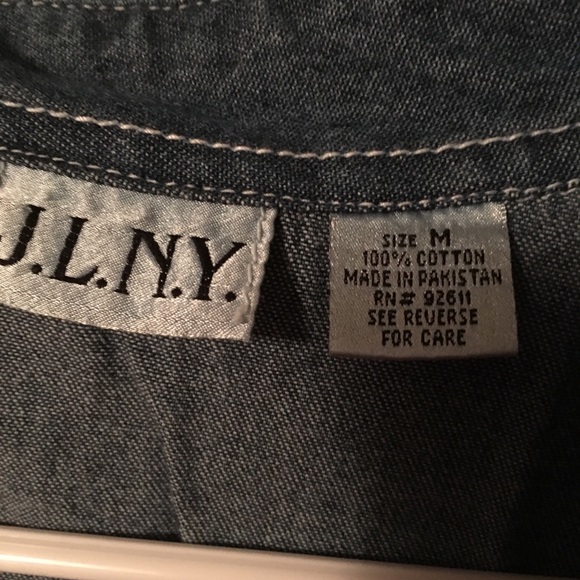 J.L.N.Y.
SIZE M
100% COTTON
MADE IN PAKISTAN
RN# 92611
SEE REVERSE
FOR CARE